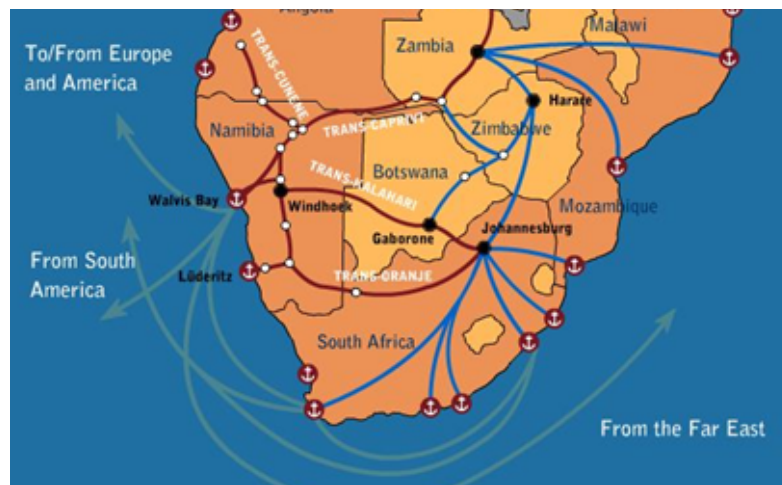 Angola
Malawi
To/From Europe
and America
Zambia
TRANS-CUNENE
Harare
Namibia
TRANS-CAPRIVI
Zimbabwe
Botswana
TRANS-KALAHARI
Walvis Bay
Windhoek
Mozambique
Gaborone
Johannesburg
From South
America
Lüderitz
TRANS-ORANJE
South Africa
From the Far East